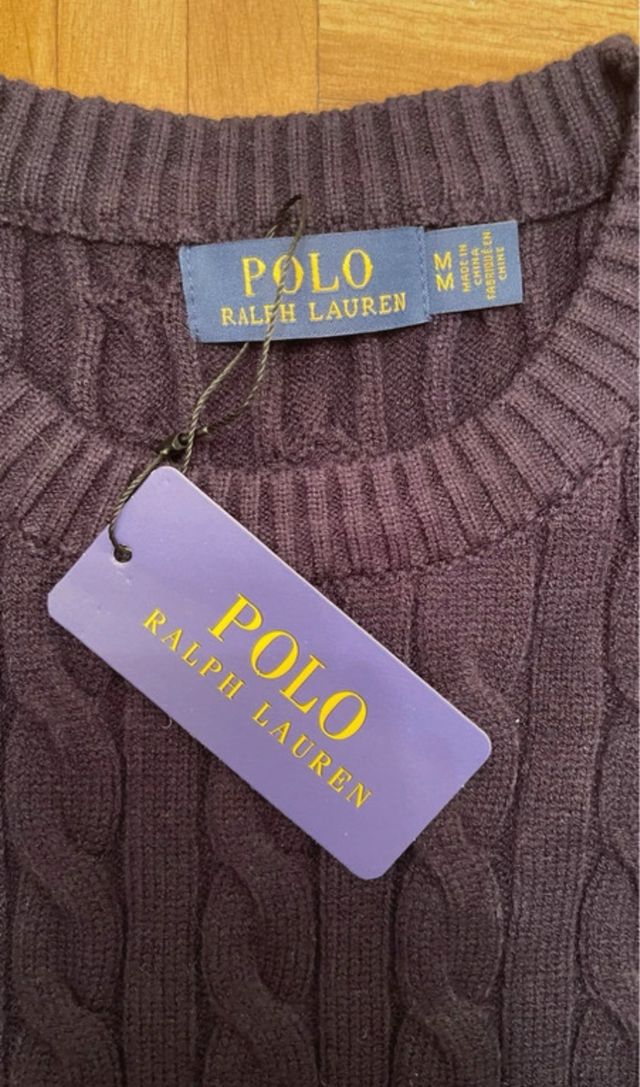 POLO
RALPH LAUREN
M
M
MADE IN
CHINA
FABRIQUÉ EN
CHINE
POLO
RALPH LAUREN